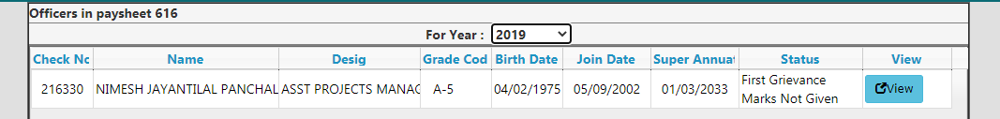 Officers in paysheet 616
For Year : 2019
Check Nc Name Desig Grade Cod Birth Date Join Date Super Annuat Status View
216330 NIMESH JAYANTILAL PANCHAL ASST PROJECTS MANAG A-5 04/02/1975 05/09/2002 01/03/2033 First Grievance
Marks Not Given View